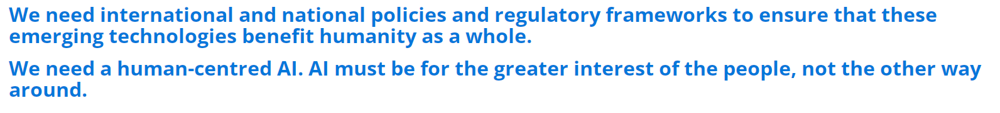 We need international and national policies and regulatory frameworks to ensure that these
emerging technologies benefit humanity as a whole.
We need a human-centred AI. AI must be for the greater interest of the people, not the other way
around.